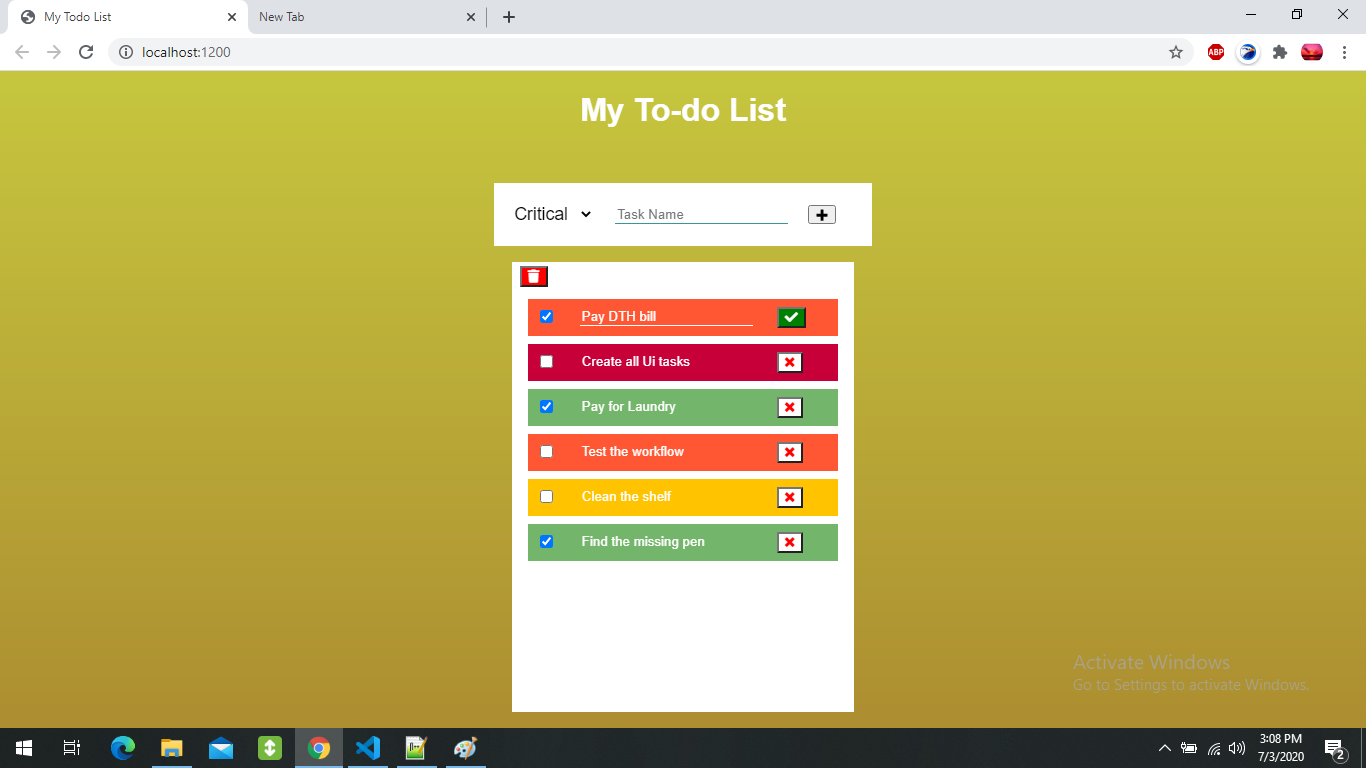 My Todo List
New Tab
localhost:1200
ABP
My To-do List
Critical
Task Name
Pay DTH bill
Create all Ui tasks
Pay for Laundry
Test the workflow
Clean the shelf
Find the missing pen
Activate Windows
Go to Settings to activate Windows.
3:08 PM
7/3/2020
2